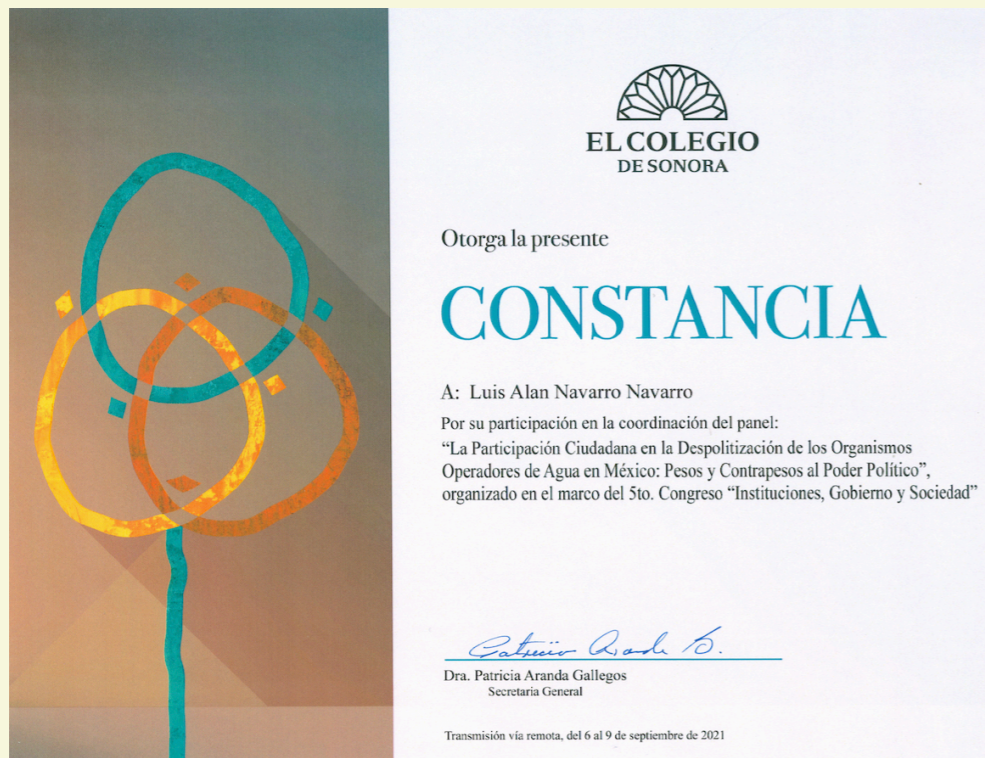 EL COLEGIO
DE SONORA
Otorga la presente
CONSTANCIA
A: Luis Alan Navarro Navarro
Por su participación en la coordinación del panel:
“La Participación Ciudadana en la Despolitización de los Organismos
Operadores de Agua en México: Pesos y Contrapesos al Poder Político”,
organizado en el marco del 5to. Congreso “Instituciones, Gobierno y Sociedad”
Patricia Aranda G.
Dra. Patricia Aranda Gallegos
Secretaria General
Transmisión vía remota, del 6 al 9 de septiembre de 2021